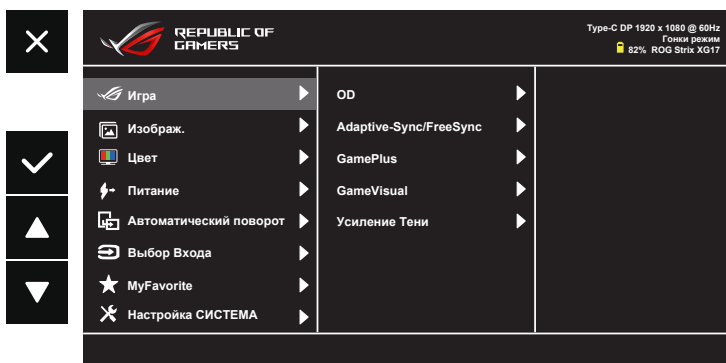 REPUBLIC OF
GAMERS
Type-C DP 1920 x 1080 @ 60Hz
Гонки режим
82% ROG Strix XG17
Игра
Изображ.
Цвет
Питание
Автоматический поворот
Выбор Входа
MyFavorite
Настройка СИСТЕМА
OD
Adaptive-Sync/FreeSync
GamePlus
GameVisual
Усиление Тени